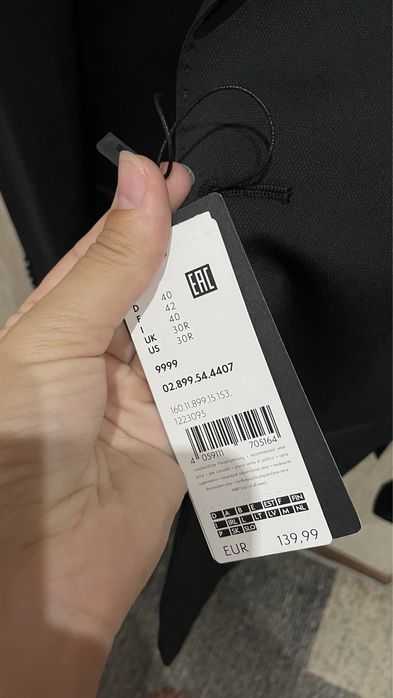 EAC
D 40
F 42
I 40
UK 30R
US 30R
9999
02.899.54.4407
160.11.899.15.153.
1223095
4 059111 705164
D A B E EST F FIN
I IRL L LT LV M NL
P SK SLO
EUR 139,99